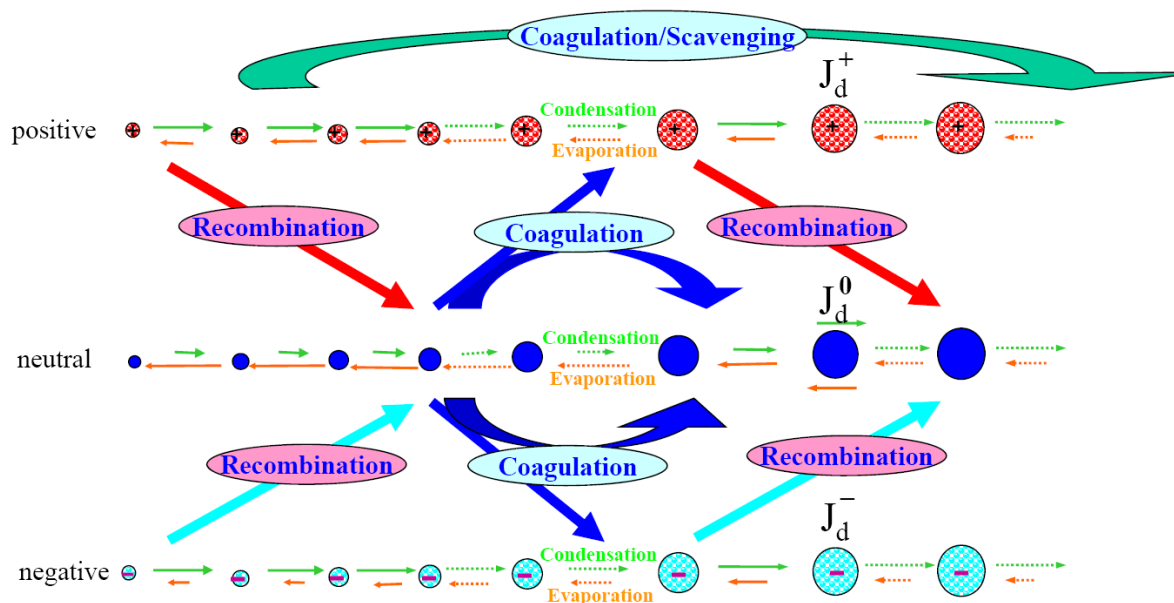 Coagulation/Scavenging
J_d^+
positive
+
+
+
+
+
+
+
+
Condensation
Evaporation
Recombination
Coagulation
Recombination
J_d^0
neutral
Condensation
Evaporation
Recombination
Coagulation
Recombination
J_d^−
negative
−
−
−
−
−
−
−
−
Condensation
Evaporation